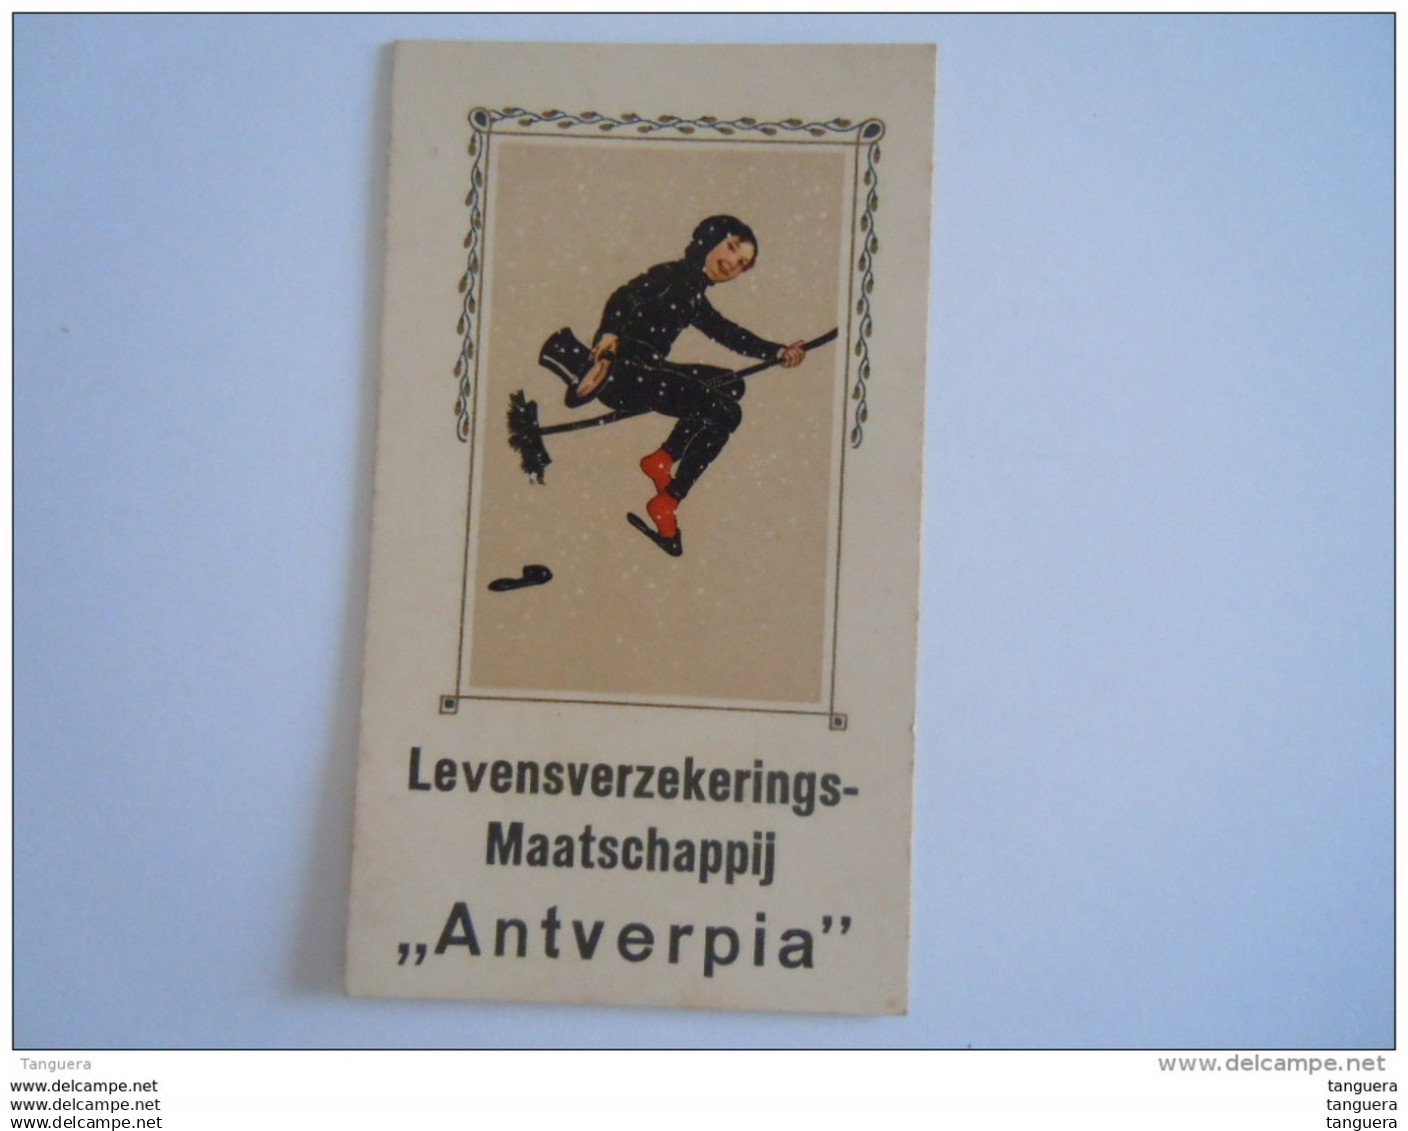 Levensverzekerings-
Maatschappij
„Antverpia”
Tanguera
www.delcampe.net
www.delcampe.net
tanguera
www.delcampe.net
tanguera
www.delcampe.net
tanguera